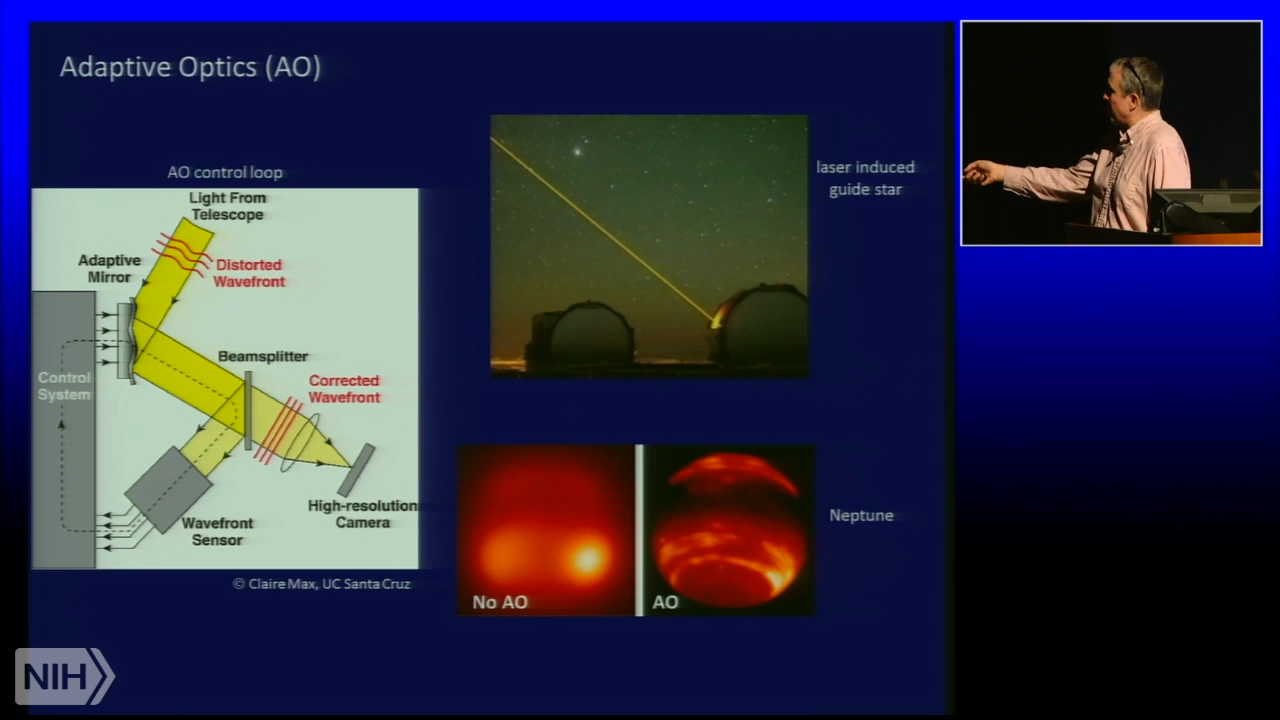 Adaptive Optics (AO)
AO control loop
Light From
Telescope
Adaptive
Mirror
Distorted
Wavefront
Beamsplitter
Control
System
Corrected
Wavefront
High-resolution
Camera
Wavefront
Sensor
© Claire Max, UC Santa Cruz
laser induced
guide star
No AO
AO
Neptune
NIH